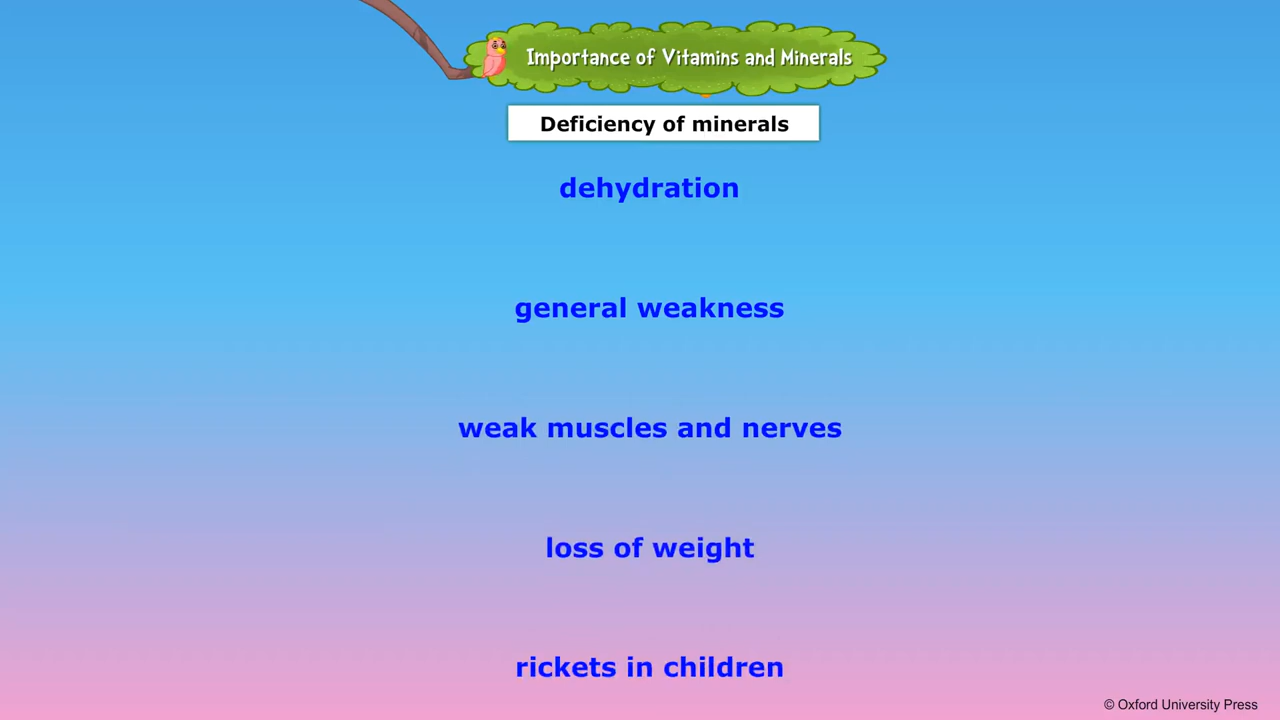 Importance of Vitamins and Minerals
Deficiency of minerals
dehydration
general weakness
weak muscles and nerves
loss of weight
rickets in children
© Oxford University Press